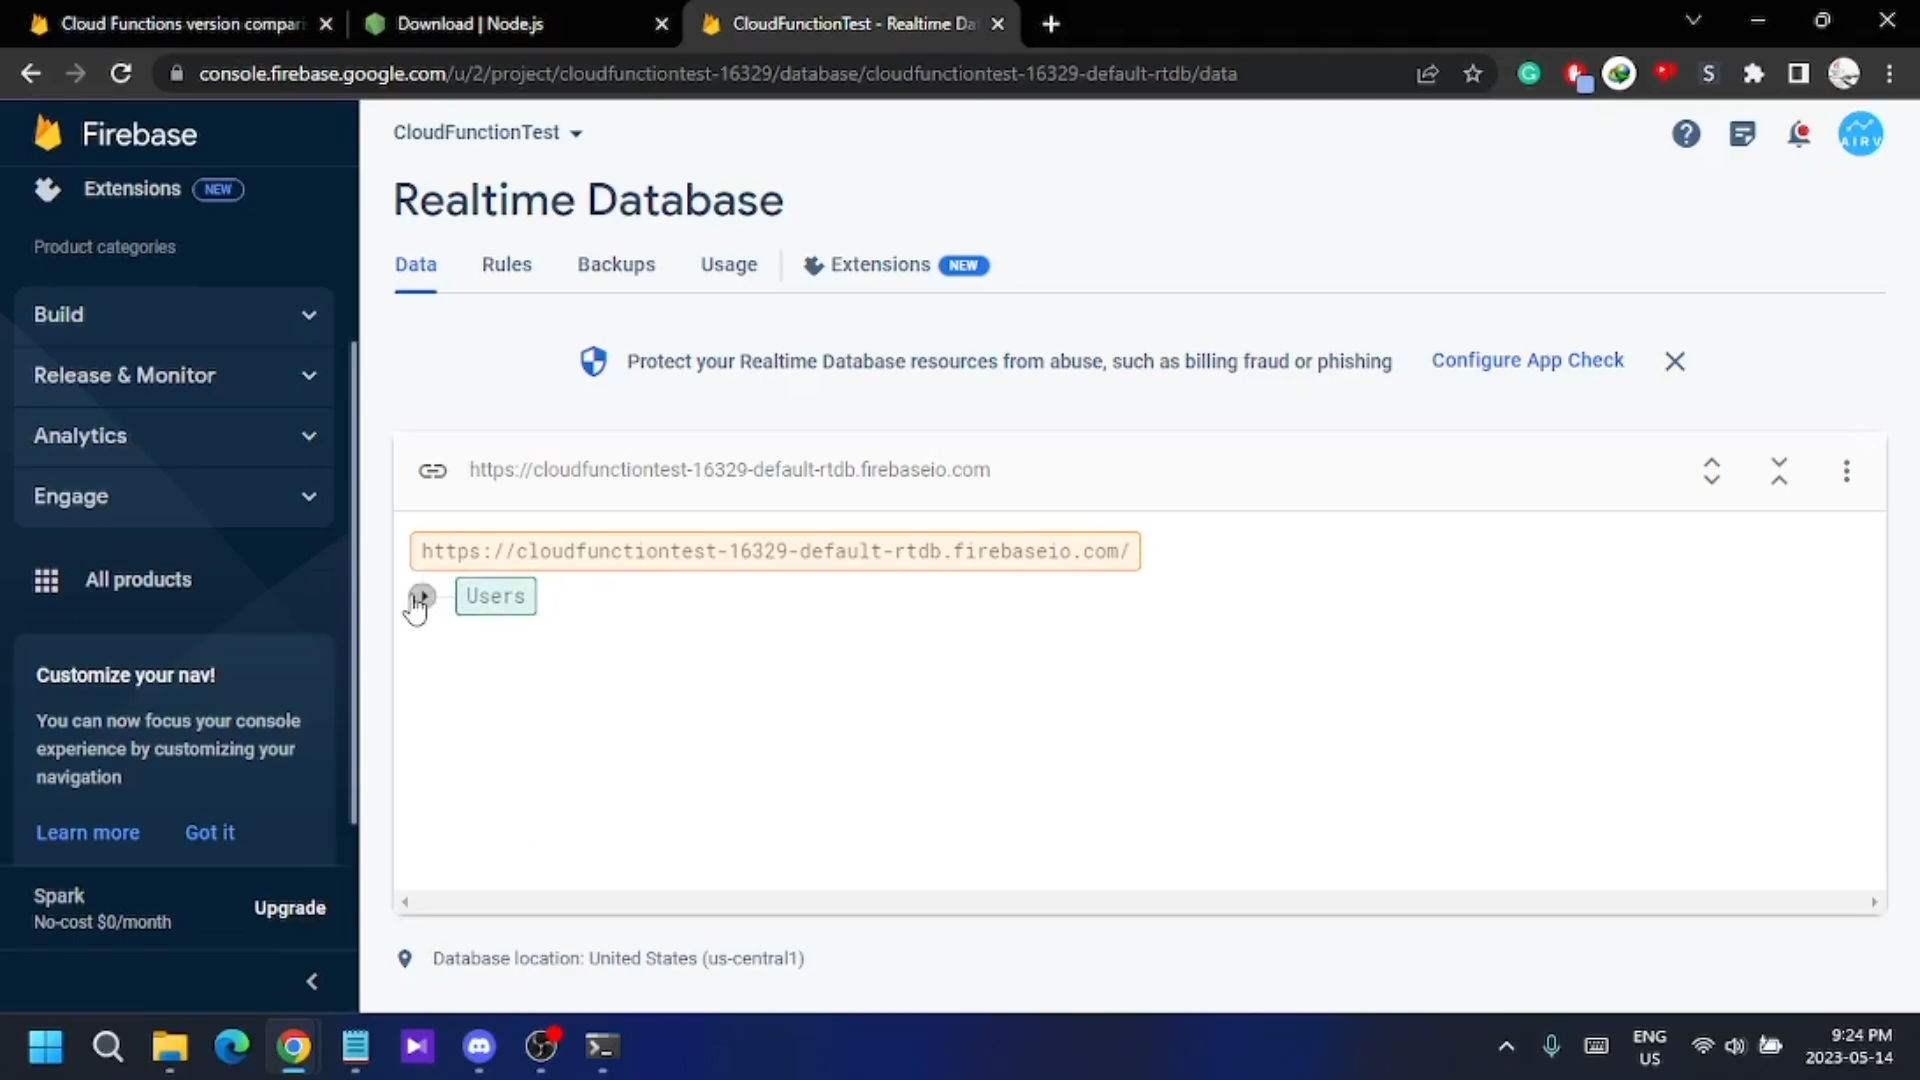 Cloud Functions version compari
Download | Node.js
CloudFunctionTest - Realtime Da
console.firebase.google.com/u/2/project/cloudfunctiontest-16329/database/cloudfunctiontest-16329-default-rtdb/data
Firebase
Extensions NEW
Product categories
Build
Release & Monitor
Analytics
Engage
All products
Customize your nav!
You can now focus your console
experience by customizing your
navigation
Learn more Got it
Spark
No-cost $0/month
Upgrade
CloudFunctionTest
AIRV
Realtime Database
Data Rules Backups Usage Extensions NEW
Protect your Realtime Database resources from abuse, such as billing fraud or phishing Configure App Check
https://cloudfunctiontest-16329-default-rtdb.firebaseio.com
https://cloudfunctiontest-16329-default-rtdb.firebaseio.com/
Users
Database location: United States (us-central1)
ENG
US
9:24 PM
2023-05-14